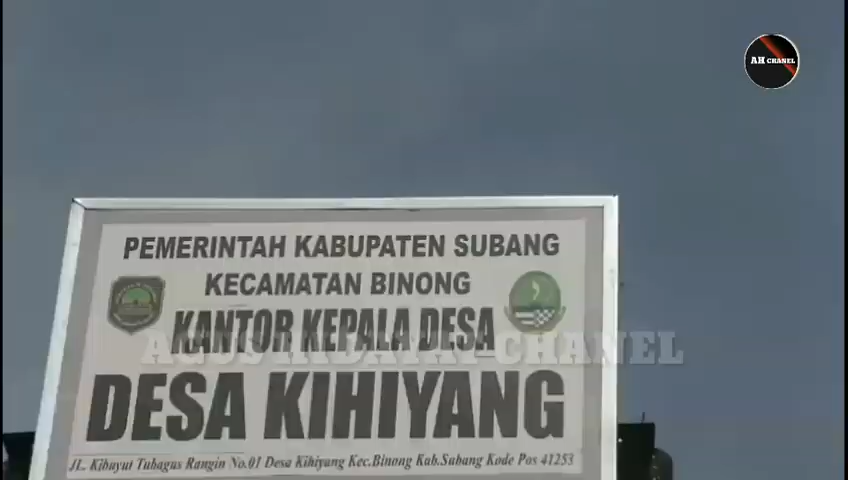 AH CHANEL
PEMERINTAH KABUPATEN SUBANG
KECAMATAN BINONG
KANTOR KEPALA DESA
AGUS HIDAYAT-CHANEL
DESA KIHIYANG
JL. Kibuyut Tubagus Rangin No.01 Desa Kihiyang Kec.Binong Kab.Subang Kode Pos 41253